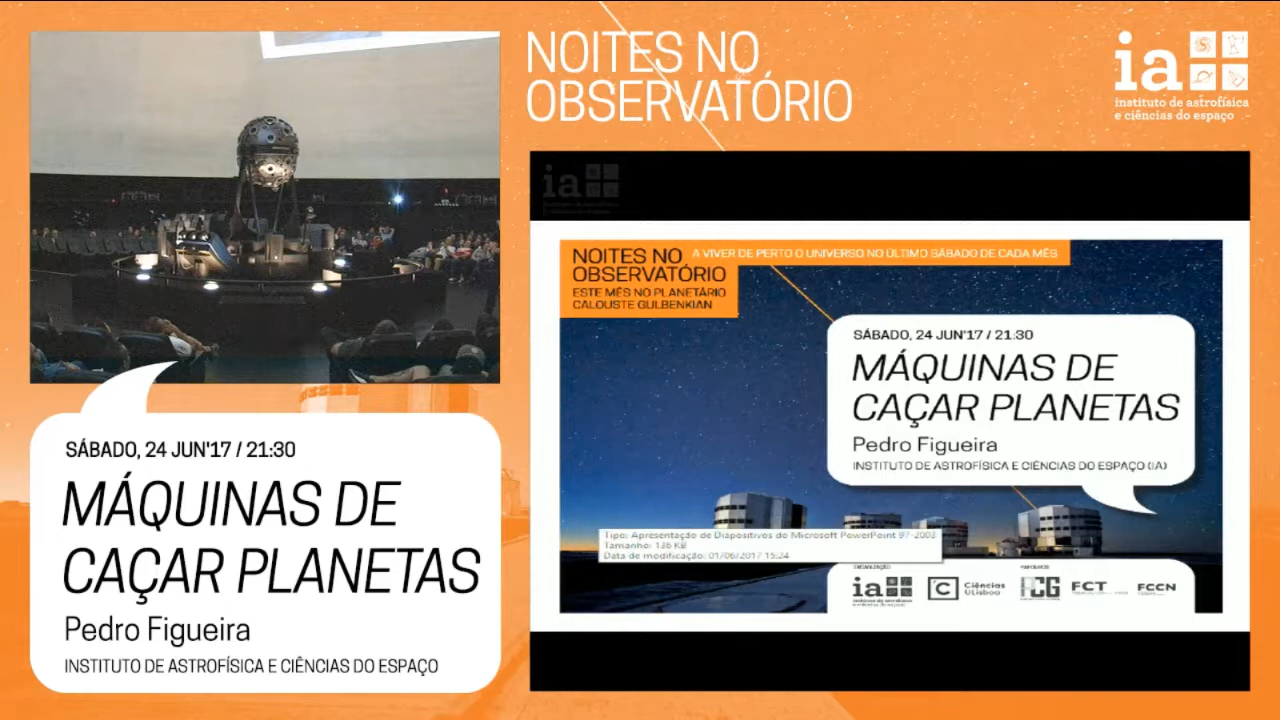 NOITES NO
OBSERVATÓRIO
ia
instituto de astrofísica
e ciências do espaço
SÁBADO, 24 JUN'17 / 21:30
MÁQUINAS DE
CAÇAR PLANETAS
Pedro Figueira
INSTITUTO DE ASTROFÍSICA E CIÊNCIAS DO ESPAÇO
ia
NOITES NO
OBSERVATÓRIO
A VIVER DE PERTO O UNIVERSO NO ÚLTIMO SÁBADO DE CADA MÊS
ESTE MÊS NO PLANETÁRIO
CALOUSTE GULBENKIAN
SÁBADO, 24 JUN'17 / 21:30
MÁQUINAS DE
CAÇAR PLANETAS
Pedro Figueira
INSTITUTO DE ASTROFÍSICA E CIÊNCIAS DO ESPAÇO (IA)
Tipo: Apresentação de Diapositivos do Microsoft PowerPoint 97-2003
Tamanho: 136 KB
Data de modificação: 01/06/2017 15:24
ia
C Ciências
ULisboa
PCG
FCT
FCCN